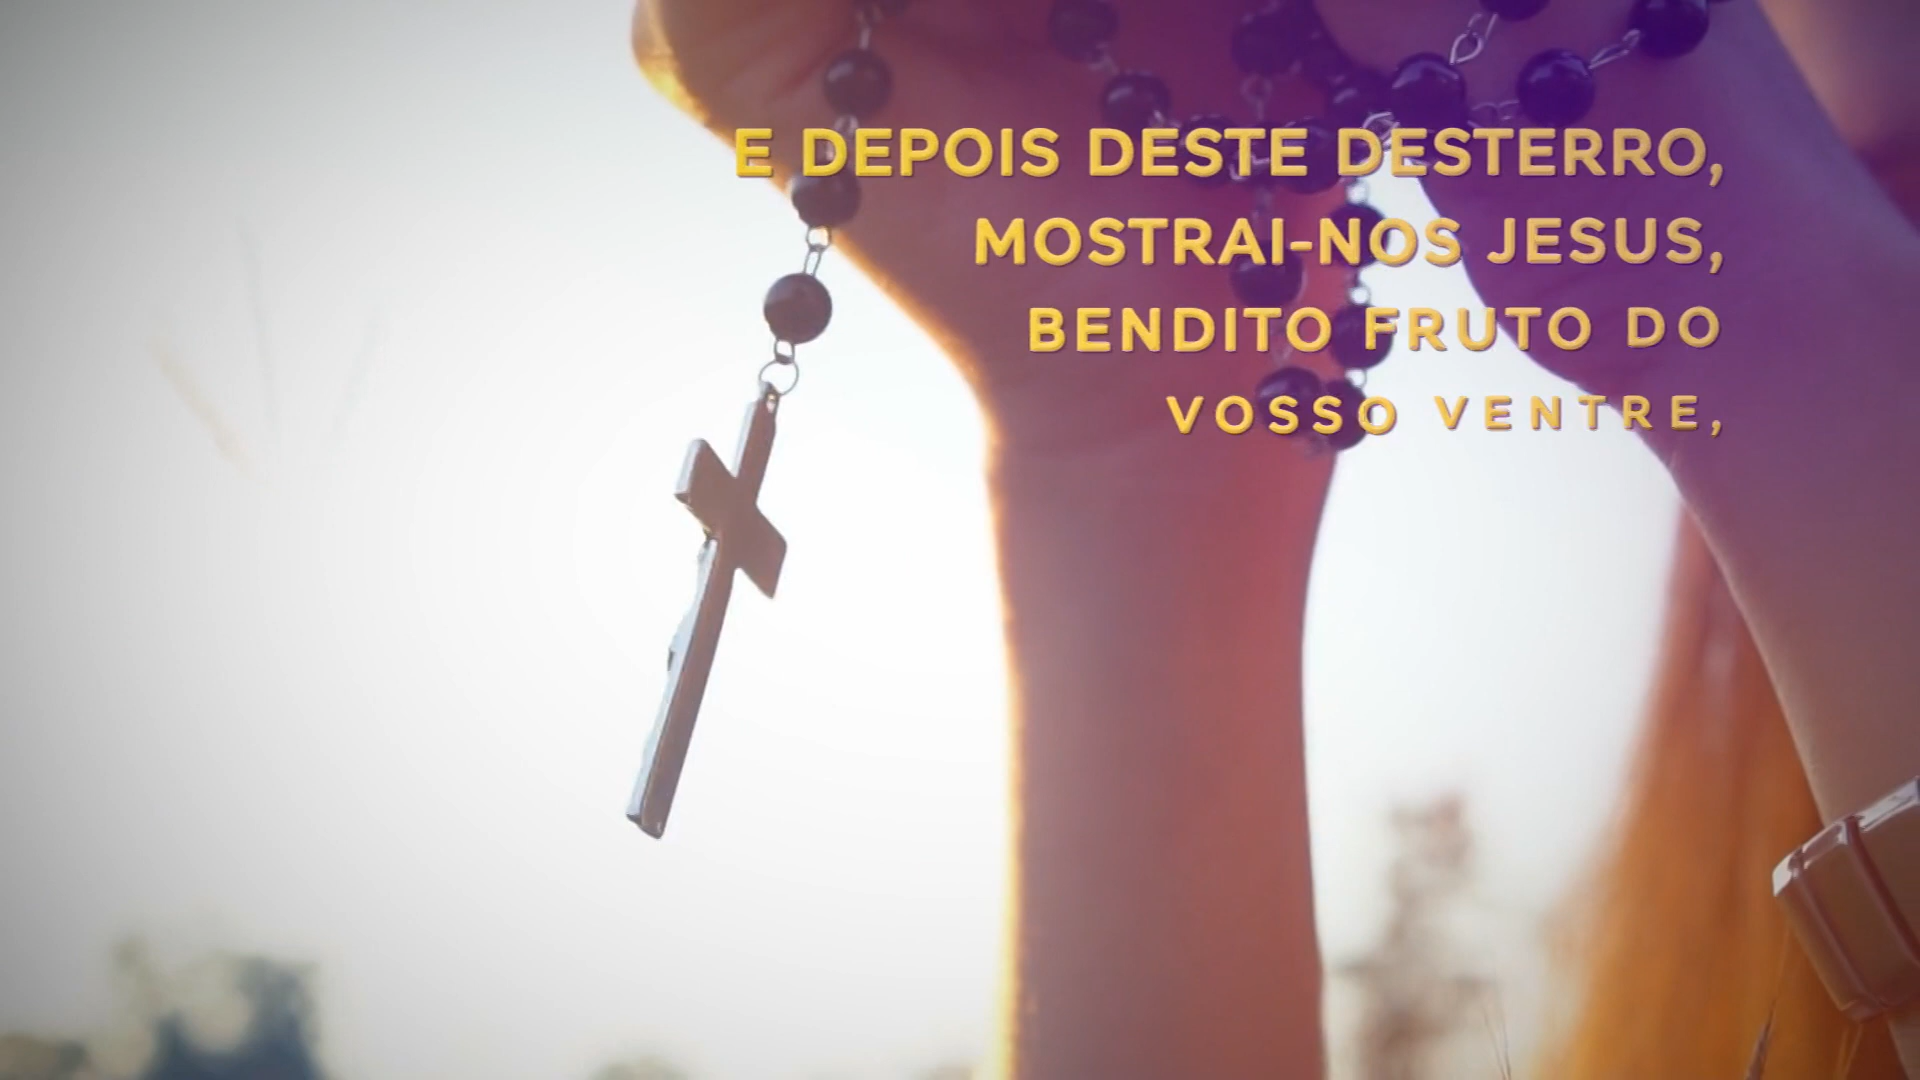 E DEPOIS DESTE DESTERRO,
MOSTRAI-NOS JESUS,
BENDITO FRUTO DO
VOSSO VENTRE,